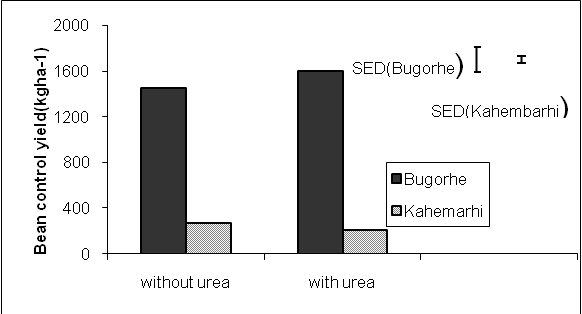 Bean control yield(kgha-1)
2000
1600
1200
800
400
0
SED(Bugorhe)
SED(Kahembarhi)
Bugorhe
Kahemarhi
without urea
with urea